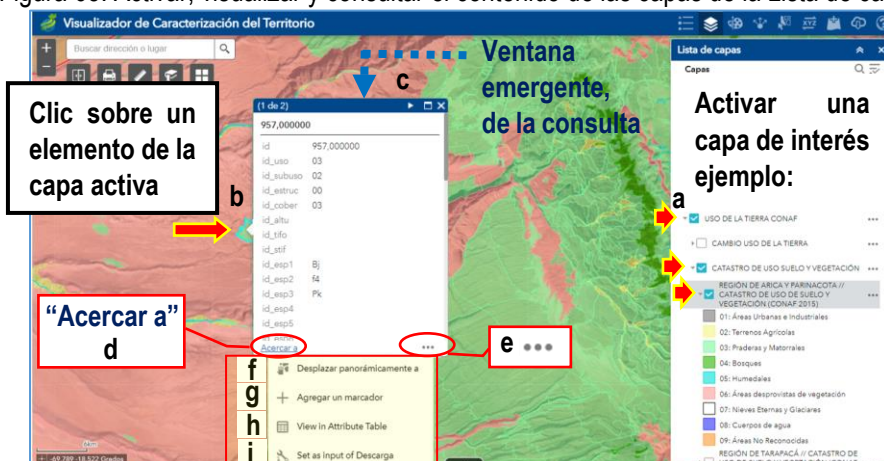 Visualizador de Caracterización del Territorio
Buscar dirección o lugar
Clic sobre un
elemento de la
capa activa
b
c
Ventana
emergente,
de la consulta
(1 de 2)
957,000000
id 957,000000
id_uso 03
id_subuso 02
id_estruc 00
id_cober 03
id_altu
id_tifo
id_stif
id_esp1 Bj
id_esp2 f4
id_esp3 Pk
id_esp4
id_esp5
Acercar a
“Acercar a”
d
e
f Desplazar panorámicamente a
g Agregar un marcador
h View in Attribute Table
i Set as Input of Descarga
-69.789 -18.522 Grados
Lista de capas
Capas
Activar una
capa de interés
ejemplo:
a
USO DE LA TIERRA CONAF
CAMBIO USO DE LA TIERRA
CATASTRO DE USO SUELO Y VEGETACIÓN
REGIÓN DE ARICA Y PARINACOTA //
CATASTRO DE USO DE SUELO Y
VEGETACIÓN (CONAF 2015)
01: Áreas Urbanas e Industriales
02: Terrenos Agrícolas
03: Praderas y Matorrales
04: Bosques
05: Humedales
06: Áreas desprovistas de vegetación
07: Nieves Eternas y Glaciares
08: Cuerpos de agua
09: Áreas No Reconocidas
REGIÓN DE TARAPACÁ // CATASTRO DE